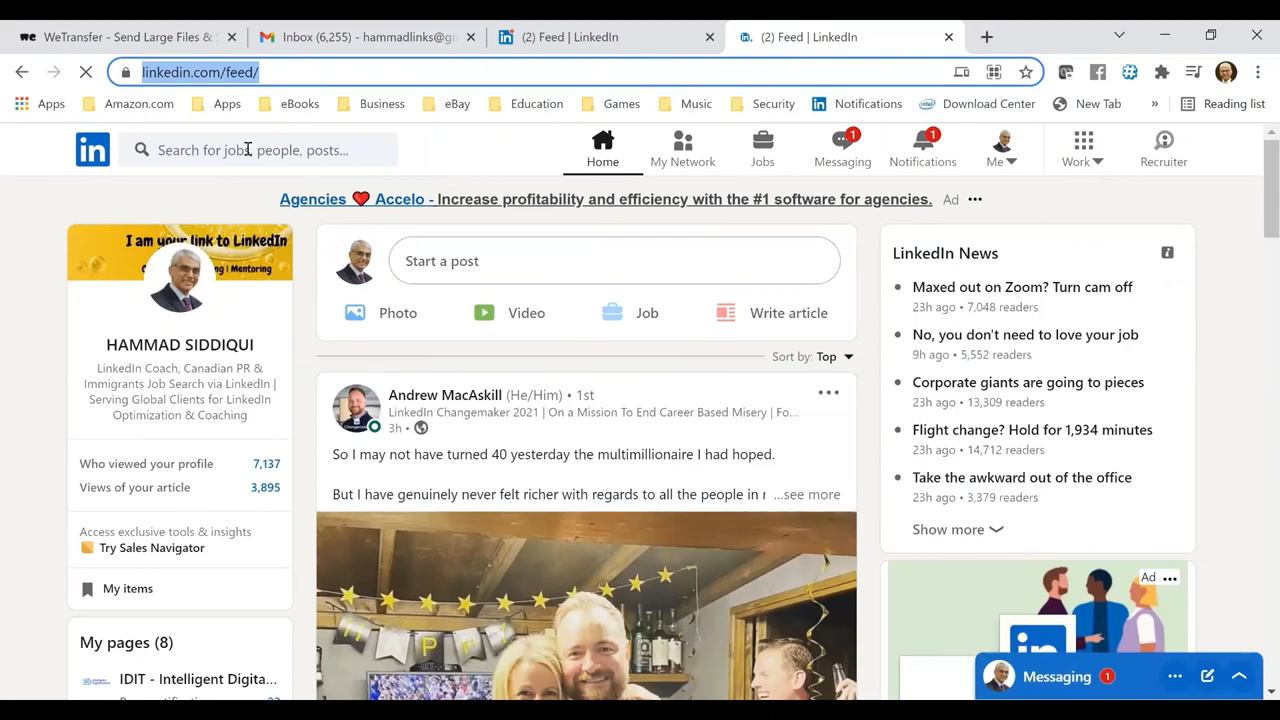 WeTransfer - Send Large Files &
Inbox (6,255) - hammadlinks@gm
(2) Feed | LinkedIn
(2) Feed | LinkedIn
linkedin.com/feed/
Apps
Amazon.com
Apps
eBooks
Business
eBay
Education
Games
Music
Security
Notifications
Download Center
New Tab
»
Reading list
in
Search for jobs, people, posts...
Home
My Network
Jobs
1
Messaging
1
Notifications
Me
Work
Recruiter
Agencies ❤️ Accelo - Increase profitability and efficiency with the #1 software for agencies.
Ad
I am your link to LinkedIn
ng | Mentoring
HAMMAD SIDDIQUI
LinkedIn Coach, Canadian PR &
Immigrants Job Search via LinkedIn |
Serving Global Clients for LinkedIn
Optimization & Coaching
Who viewed your profile 7,137
Views of your article 3,895
Access exclusive tools & insights
Try Sales Navigator
My items
My pages (8)
IDIT - Intelligent Digita...
Start a post
Photo
Video
Job
Write article
Sort by: Top
Andrew MacAskill (He/Him) • 1st
LinkedIn Changemaker 2021 | On a Mission To End Career Based Misery | Fo...
3h •
So I may not have turned 40 yesterday the multimillionaire I had hoped.
But I have genuinely never felt richer with regards to all the people in r ...see more
LinkedIn News
Maxed out on Zoom? Turn cam off
23h ago • 7,048 readers
No, you don't need to love your job
9h ago • 5,552 readers
Corporate giants are going to pieces
23h ago • 13,309 readers
Flight change? Hold for 1,934 minutes
23h ago • 14,712 readers
Take the awkward out of the office
23h ago • 3,379 readers
Show more
Ad
in
Messaging 1